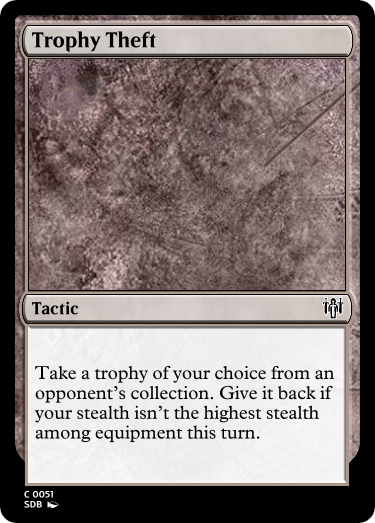 Trophy Theft
Tactic
Take a trophy of your choice from an
opponent's collection. Give it back if
your stealth isn't the highest stealth
among equipment this turn.
C 0051
SDB